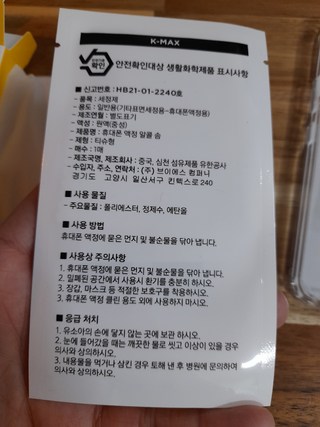 K-MAX
확인
안전확인대상 생활화학제품 표시사항
■ 신고번호 : HB21-01-2240호
- 품목 : 세정제
- 용도 : 일반용(기타표면세정용-휴대폰액정용)
- 제조연월 : 별도표기
- 액성 : 원액(중성)
- 제품명 : 휴대폰 액정 알콜 솜
- 제형 : 티슈형
- 매수 : 1매
- 제조국명, 제조회사 : 중국, 심천 섬유제품 유한공사
- 수입자, 주소, 연락처 : (주) 브이에스 컴퍼니
경기도 고양시 일산서구 킨텍스로 240
■ 사용 물질
- 주요물질 : 폴리에스터, 정제수, 에탄올
■ 사용 방법
휴대폰 액정에 묻은 먼지 및 불순물을 닦아 냅니다.
■ 사용상 주의사항
1. 휴대폰 액정에 묻은 먼지 및 불순물을 닦아 냅니다.
2. 밀폐된 공간에서 사용시 환기를 충분히 하시오.
3. 장갑, 마스크 등 적절한 보호구를 착용하시오.
3. 휴대폰 액정 클린 용도 외에 사용하지 마시오.
■ 응급 처치
1. 유소아의 손에 닿지 않는 곳에 보관 하시오.
2. 눈에 들어갔을 때는 깨끗한 물로 씻고 이상이 있을 경우
의사와 상의하시오.
3. 내용물을 먹거나 삼킨 경우 토해 낸 후 병원에 문의하여
의사와 상의하시오.